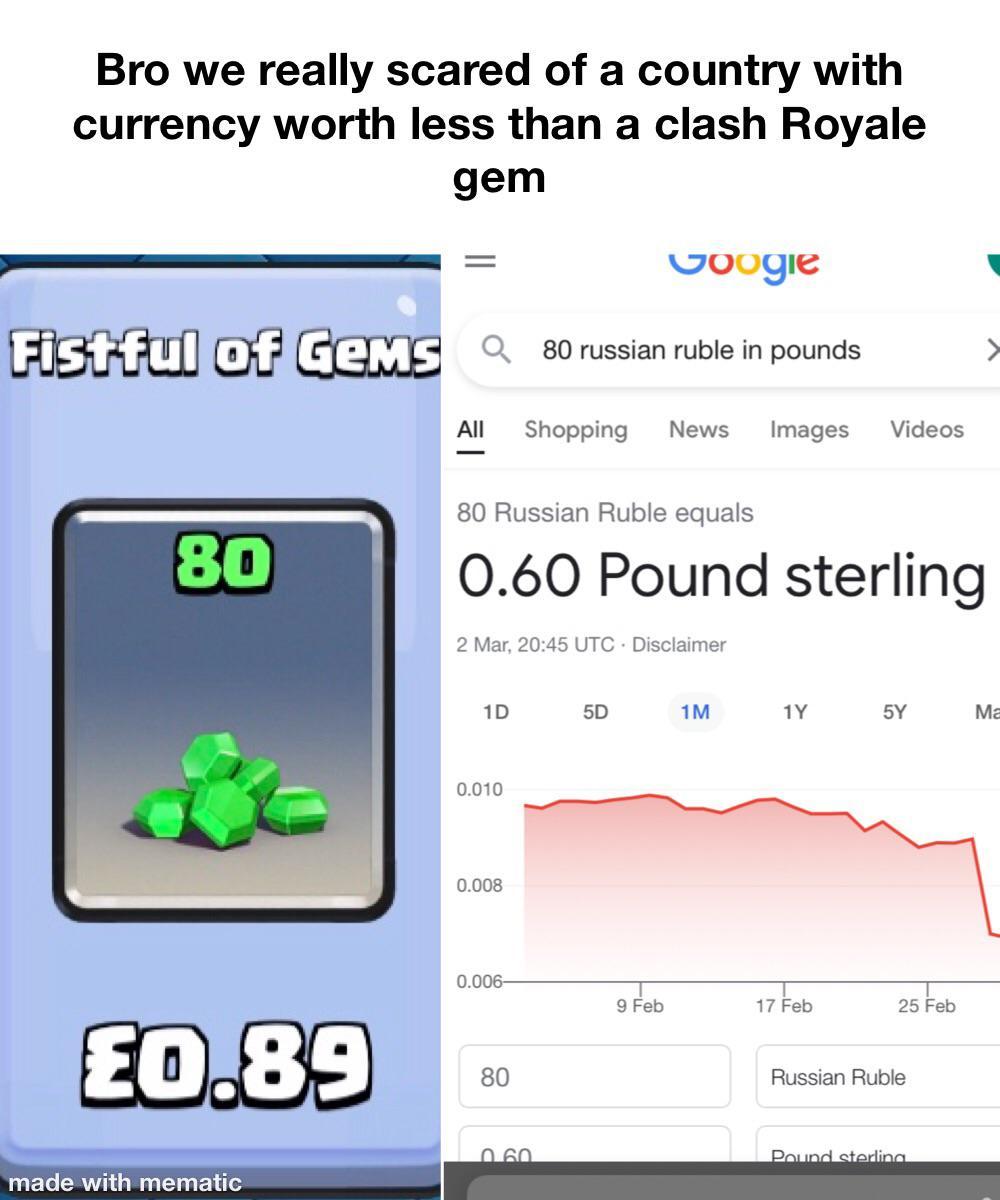 Bro we really scared of a country with
currency worth less than a clash Royale
gem
Fistful of Gems
80
£0.89
made with mematic
Google
80 russian ruble in pounds
All Shopping News Images Videos
80 Russian Ruble equals
0.60 Pound sterling
2 Mar, 20:45 UTC · Disclaimer
1D 5D 1M 1Y 5Y Ma
0.010
0.008
0.006
9 Feb 17 Feb 25 Feb
80 Russian Ruble
0.60 Pound sterling